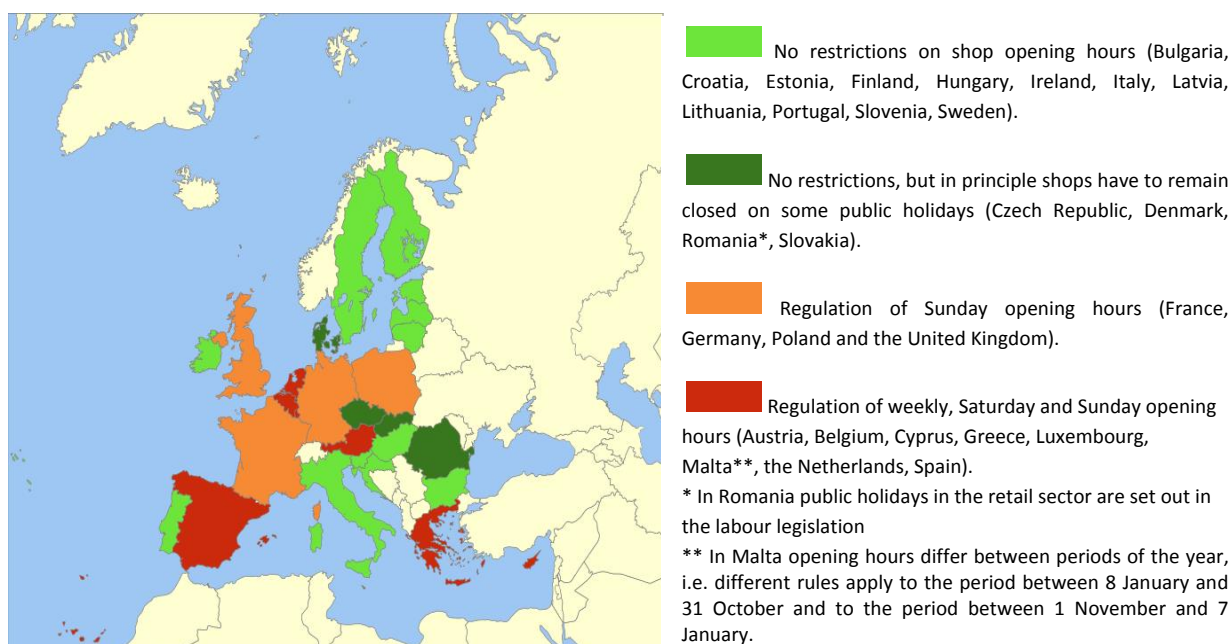 No restrictions on shop opening hours (Bulgaria,
Croatia, Estonia, Finland, Hungary, Ireland, Italy, Latvia,
Lithuania, Portugal, Slovenia, Sweden).
No restrictions, but in principle shops have to remain
closed on some public holidays (Czech Republic, Denmark,
Romania*, Slovakia).
Regulation of Sunday opening hours (France,
Germany, Poland and the United Kingdom).
Regulation of weekly, Saturday and Sunday opening
hours (Austria, Belgium, Cyprus, Greece, Luxembourg,
Malta**, the Netherlands, Spain).
* In Romania public holidays in the retail sector are set out in
the labour legislation
** In Malta opening hours differ between periods of the year,
i.e. different rules apply to the period between 8 January and
31 October and to the period between 1 November and 7
January.